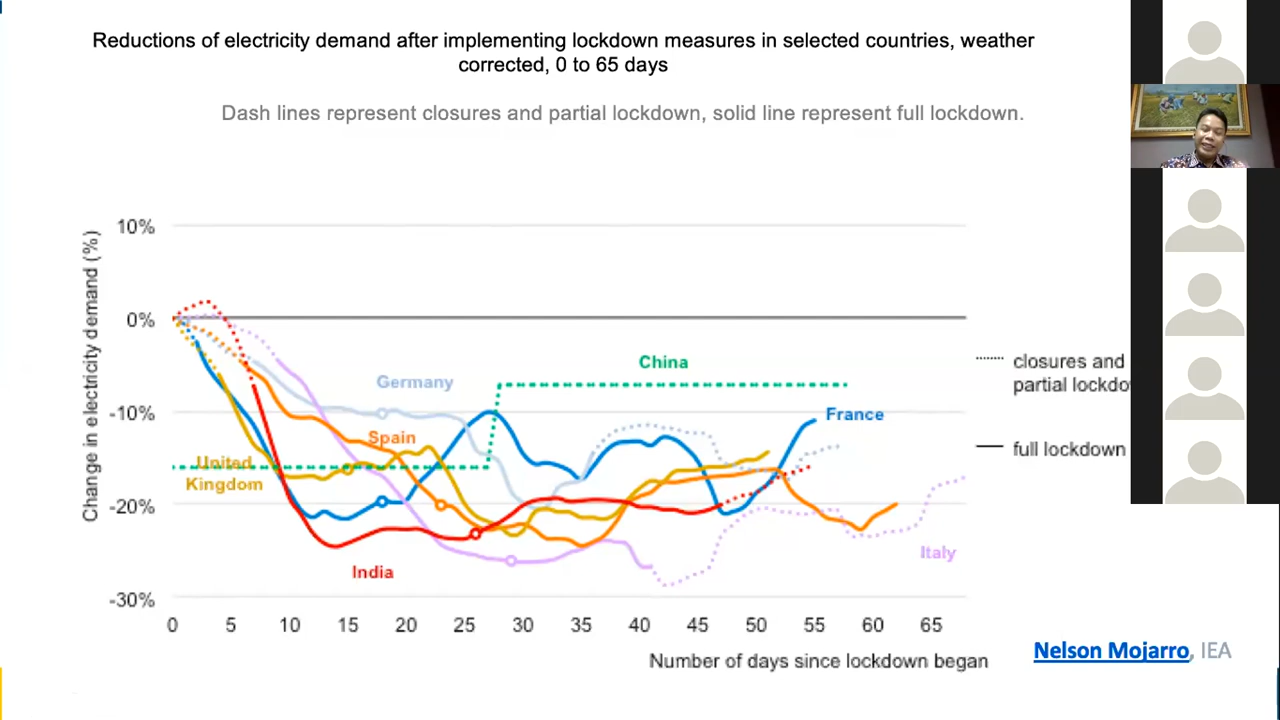 Reductions of electricity demand after implementing lockdown measures in selected countries, weather
corrected, 0 to 65 days
Dash lines represent closures and partial lockdown, solid line represent full lockdown.
Change in electricity demand (%)
10%
0%
-10%
-20%
-30%
China
Germany
France
Spain
United
Kingdom
India
Italy
closures and
partial lockdo
full lockdown
0 5 10 15 20 25 30 35 40 45 50 55 60 65
Number of days since lockdown began
Nelson Mojarro, IEA